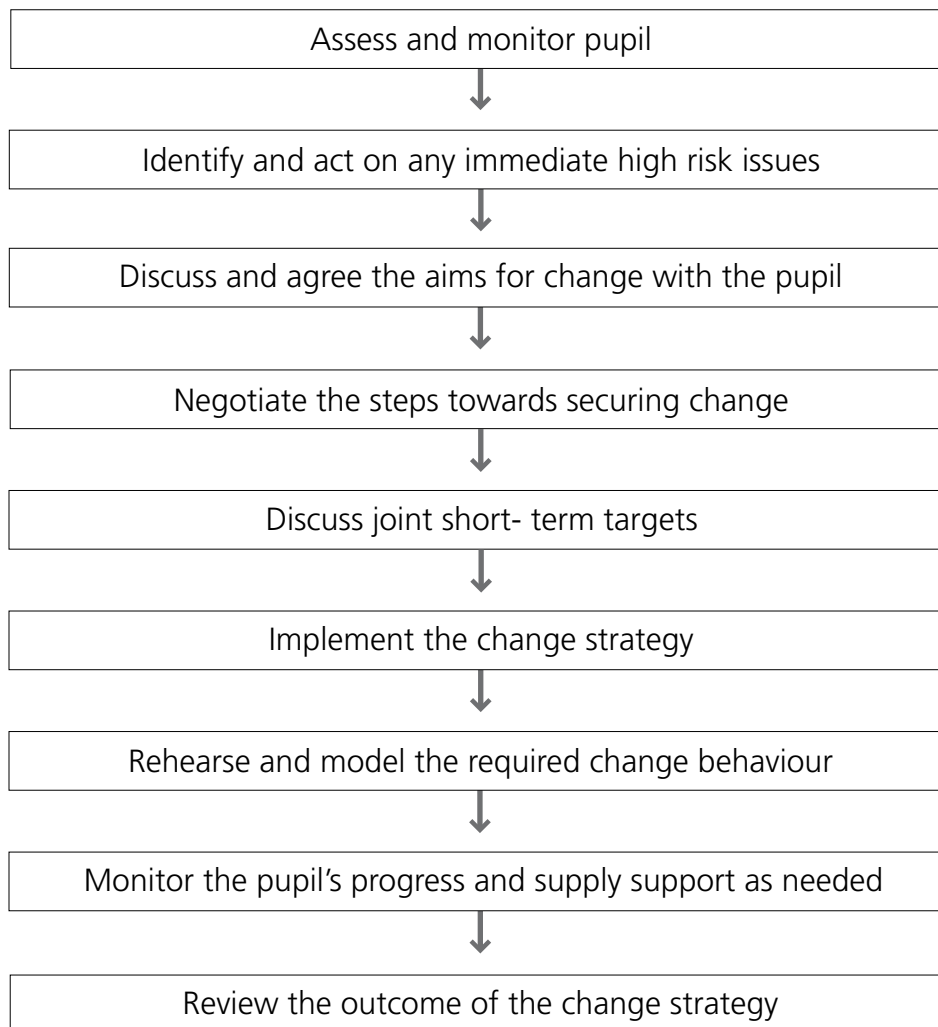 Assess and monitor pupil
Identify and act on any immediate high risk issues
Discuss and agree the aims for change with the pupil
Negotiate the steps towards securing change
Discuss joint short- term targets
Implement the change strategy
Rehearse and model the required change behaviour
Monitor the pupil’s progress and supply support as needed
Review the outcome of the change strategy